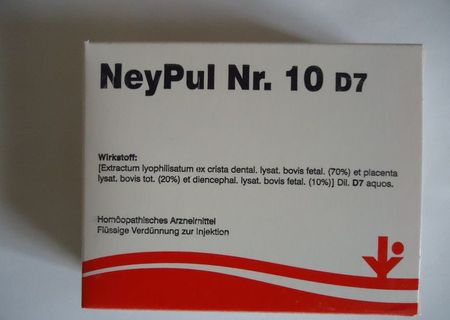 NeyPul Nr. 10 D7
Wirkstoff:
[Extractum lyophilisatum ex crista dental. lysat. bovis fetal. (70%) et placenta
lysat. bovis tot. (20%) et diencephal. lysat. bovis fetal. (10%)] Dil. D7 aquos.
Homöopathisches Arzneimittel
Flüssige Verdünnung zur Injektion